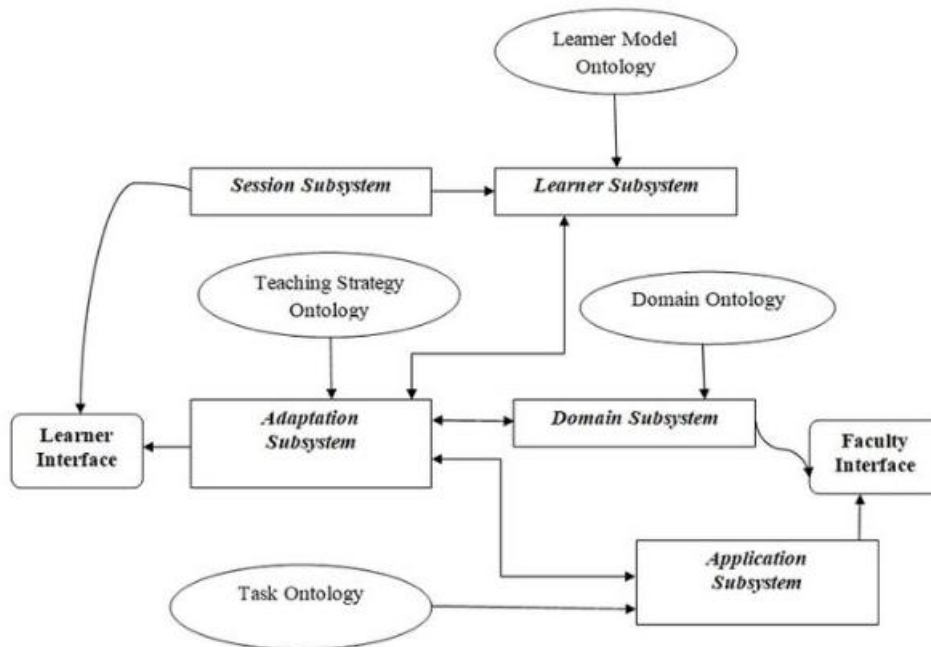 Learner Model
Ontology
Session Subsystem
Learner Subsystem
Teaching Strategy
Ontology
Domain Ontology
Adaptation
Subsystem
Domain Subsystem
Learner
Interface
Faculty
Interface
Application
Subsystem
Task Ontology